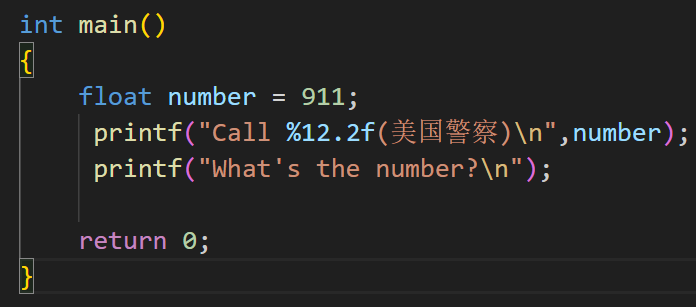 int main()
{
float number = 911;
printf("Call %12.2f(美国警察)\n",number);
printf("What's the number?\n");
return 0;
}